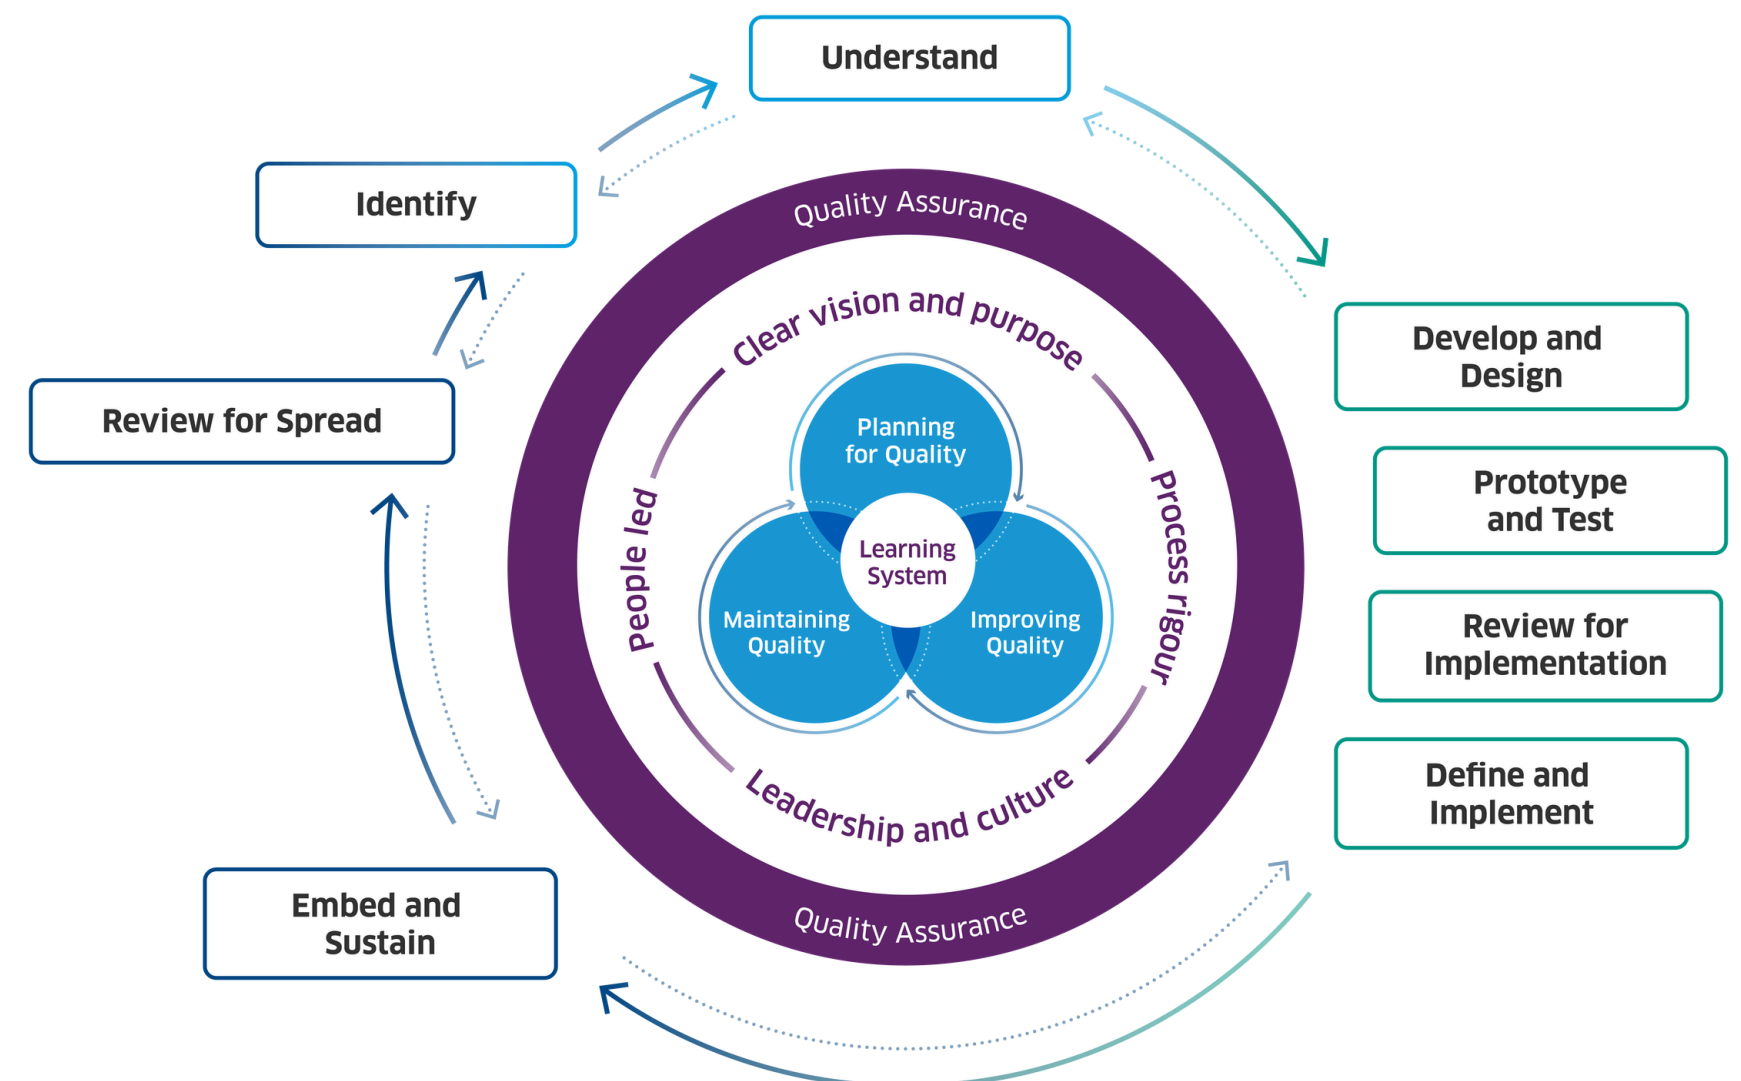 Understand
Identify
Quality Assurance
Clear vision and purpose
Develop and
Design
Review for Spread
Planning
for Quality
Prototype
and Test
People led
Process rigour
Learning
System
Maintaining
Quality
Improving
Quality
Review for
Implementation
Define and
Implement
Leadership and culture
Embed and
Sustain
Quality Assurance